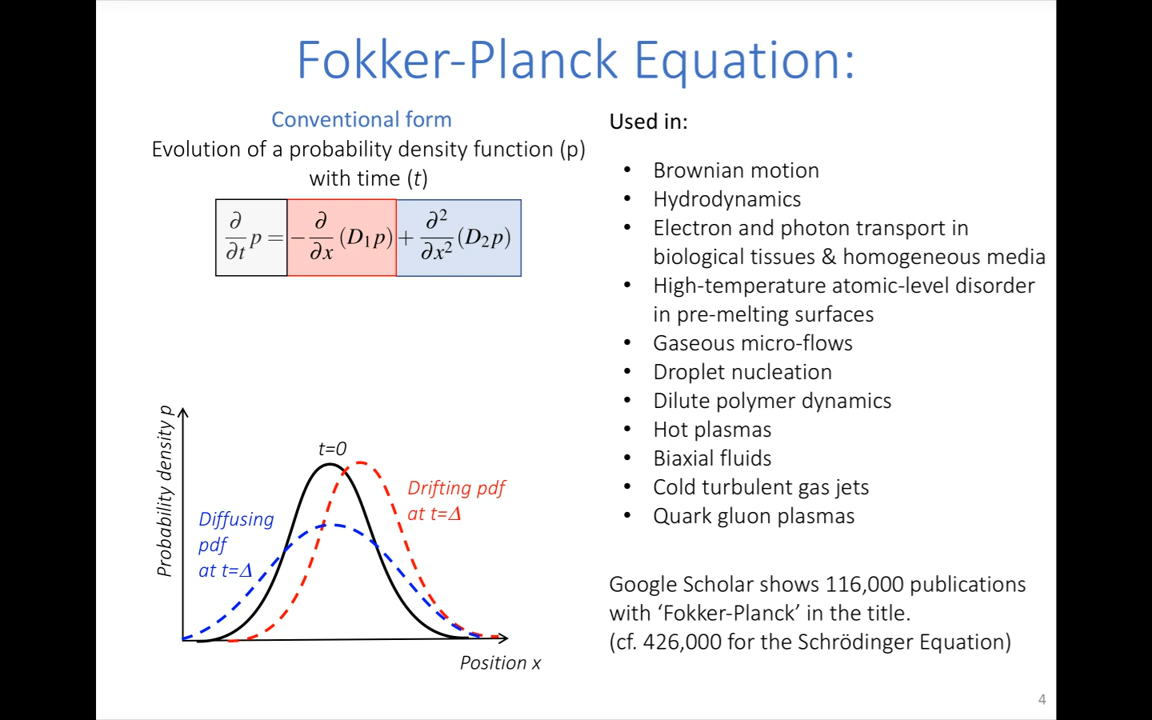 Fokker-Planck Equation:
Conventional form
Evolution of a probability density function (p)
with time (t)
∂/∂t p = − ∂/∂x (D₁p) + ∂²/∂x² (D₂p)
Probability density p
t=0
Drifting pdf
at t=Δ
Diffusing
pdf
at t=Δ
Position x
Used in:
• Brownian motion
• Hydrodynamics
• Electron and photon transport in
biological tissues & homogeneous media
• High-temperature atomic-level disorder
in pre-melting surfaces
• Gaseous micro-flows
• Droplet nucleation
• Dilute polymer dynamics
• Hot plasmas
• Biaxial fluids
• Cold turbulent gas jets
• Quark gluon plasmas
Google Scholar shows 116,000 publications
with ‘Fokker-Planck’ in the title.
(cf. 426,000 for the Schrödinger Equation)
4